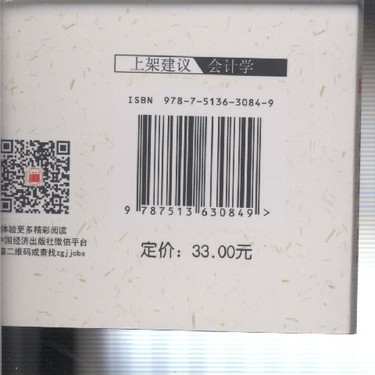 上架建议 会计学
ISBN 978-7-5136-3084-9
9 787513 630849 >
定价: 33.00元
体验更多精彩阅读
中国经济出版社微信平台
二维码或查找zgjjcbs